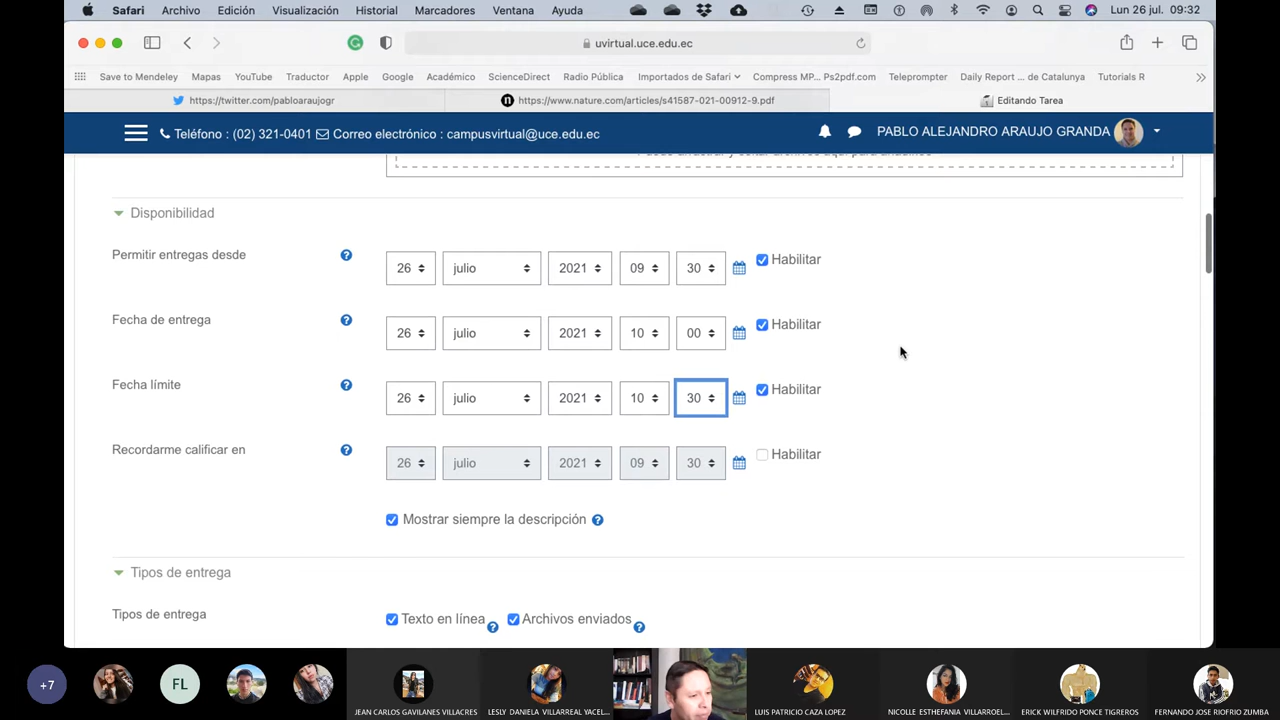 Safari Archivo Edición Visualización Historial Marcadores Ventana Ayuda Lun 26 jul. 09:32
uvirtual.uce.edu.ec
Save to Mendeley Mapas YouTube Traductor Apple Google Académico ScienceDirect Radio Pública Importados de Safari Compress MP... Ps2pdf.com Teleprompter Daily Report ... de Catalunya Tutorials R
https://twitter.com/pabloaraujogr https://www.nature.com/articles/s41587-021-00912-9.pdf Editando Tarea
Teléfono : (02) 321-0401 Correo electrónico : campusvirtual@uce.edu.ec PABLO ALEJANDRO ARAUJO GRANDA
Disponibilidad
Permitir entregas desde 26 julio 2021 09 30 Habilitar
Fecha de entrega 26 julio 2021 10 00 Habilitar
Fecha límite 26 julio 2021 10 30 Habilitar
Recordarme calificar en 26 julio 2021 09 30 Habilitar
Mostrar siempre la descripción
Tipos de entrega
Tipos de entrega Texto en línea Archivos enviados
+7 FL JEAN CARLOS GAVILANES VILLACRES LESLY DANIELA VILLARREAL YACEL... LUIS PATRICIO CAZA LOPEZ NICOLLE ESTHEFANIA VILLARROEL... ERICK WILFRIDO PONCE TIGREROS FERNANDO JOSE RIOFRIO ZUMBA